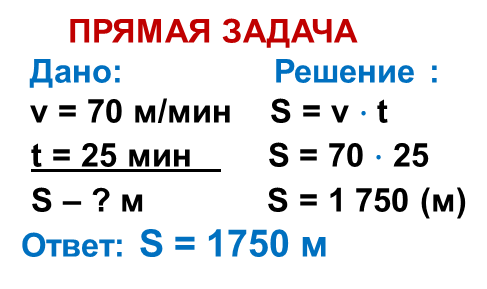 ПРЯМАЯ ЗАДАЧА
Дано: Решение :
v = 70 м/мин S = v · t
t = 25 мин S = 70 · 25
S – ? м S = 1 750 (м)
Ответ: S = 1750 м